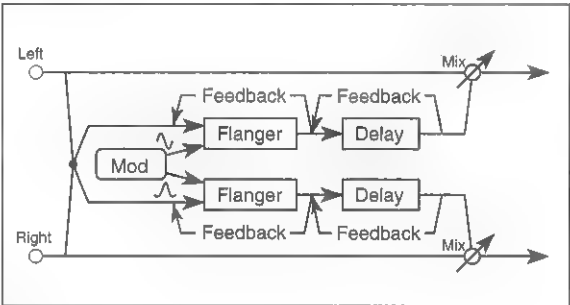 Left
Mix
Feedback Feedback
Flanger Delay
Mod
Flanger Delay
Feedback Feedback
Right
Mix